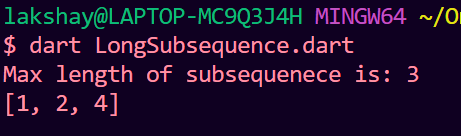 lakshay@LAPTOP-MC9Q3J4H MINGW64 ~/O
$ dart LongSubsequence.dart
Max length of subsequenece is: 3
[1, 2, 4]